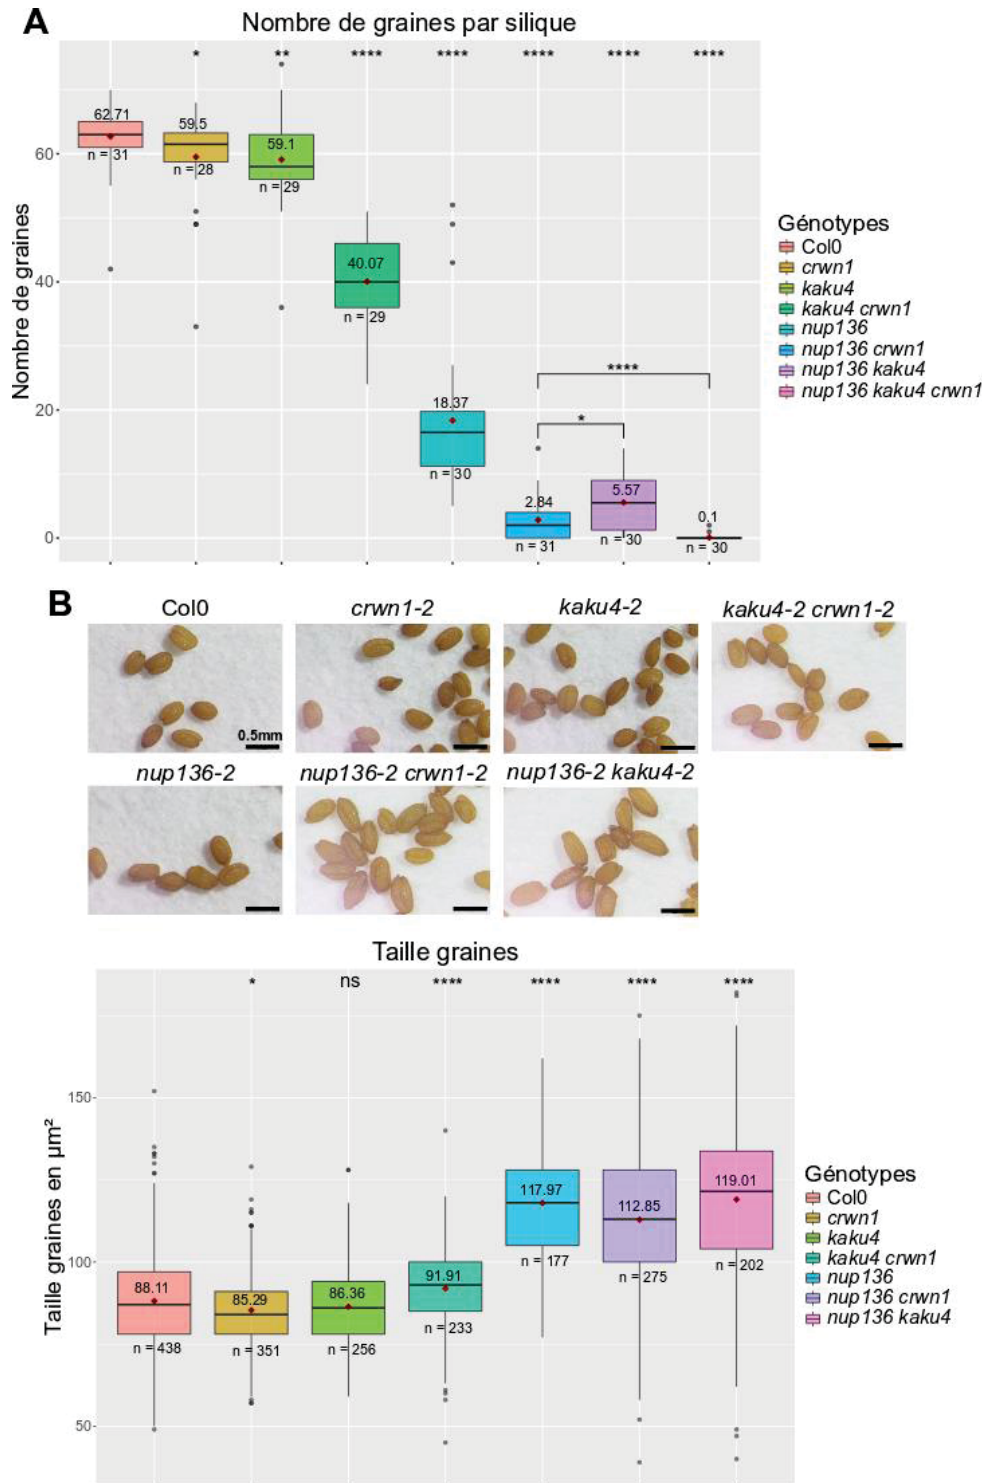 A
Nombre de graines par silique
* ** **** **** **** **** ****
Nombre de graines
60
40
20
0
62.71
n = 31
59.5
n = 28
59.1
n = 29
40.07
n = 29
18.37
n = 30
2.84
n = 31
5.57
n = 30
0.1
n = 30
****
*
Génotypes
Col0
crwn1
kaku4
kaku4 crwn1
nup136
nup136 crwn1
nup136 kaku4
nup136 kaku4 crwn1
B
Col0
crwn1-2
kaku4-2
kaku4-2 crwn1-2
0.5mm
nup136-2
nup136-2 crwn1-2
nup136-2 kaku4-2
Taille graines
* ns **** **** **** ****
Taille graines en µm²
150
100
50
88.11
n = 438
85.29
n = 351
86.36
n = 256
91.91
n = 233
117.97
n = 177
112.85
n = 275
119.01
n = 202
Génotypes
Col0
crwn1
kaku4
kaku4 crwn1
nup136
nup136 crwn1
nup136 kaku4